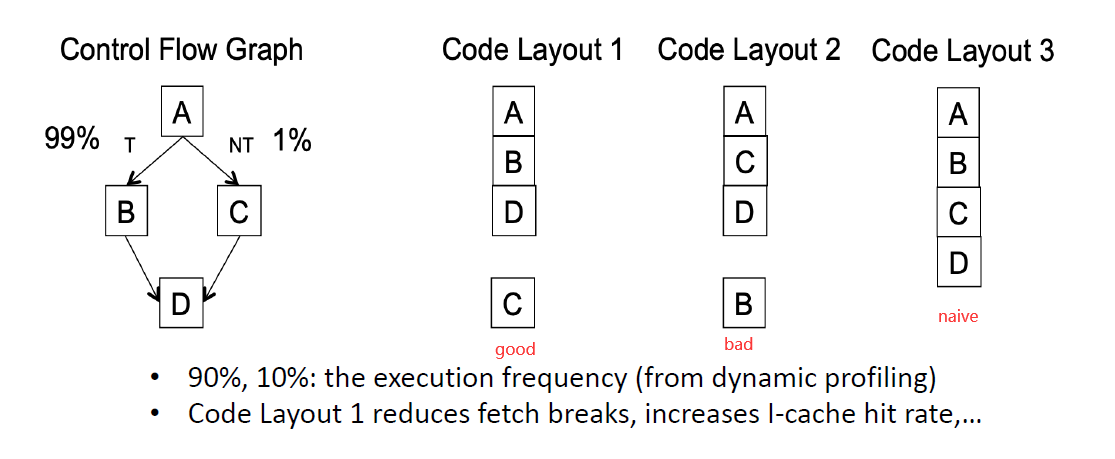 Control Flow Graph
Code Layout 1
Code Layout 2
Code Layout 3
A
99% T
NT 1%
B
C
D
A
B
D
C
good
A
C
D
B
bad
A
B
C
D
naive
• 90%, 10%: the execution frequency (from dynamic profiling)
• Code Layout 1 reduces fetch breaks, increases I-cache hit rate,...